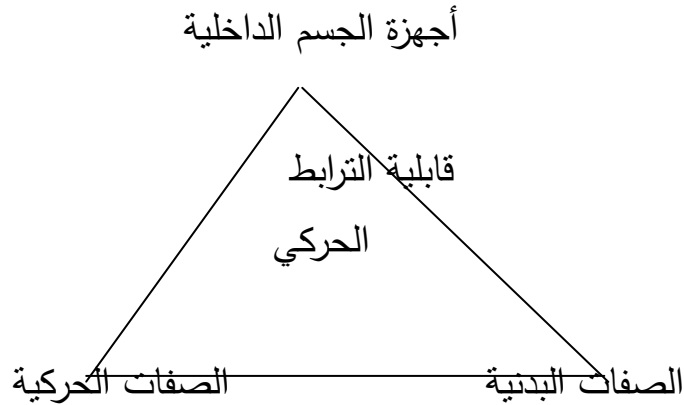 أجهزة الجسم الداخلية
قابلية الترابط
الحركي
الصفات البدنية
الصفات الحركية